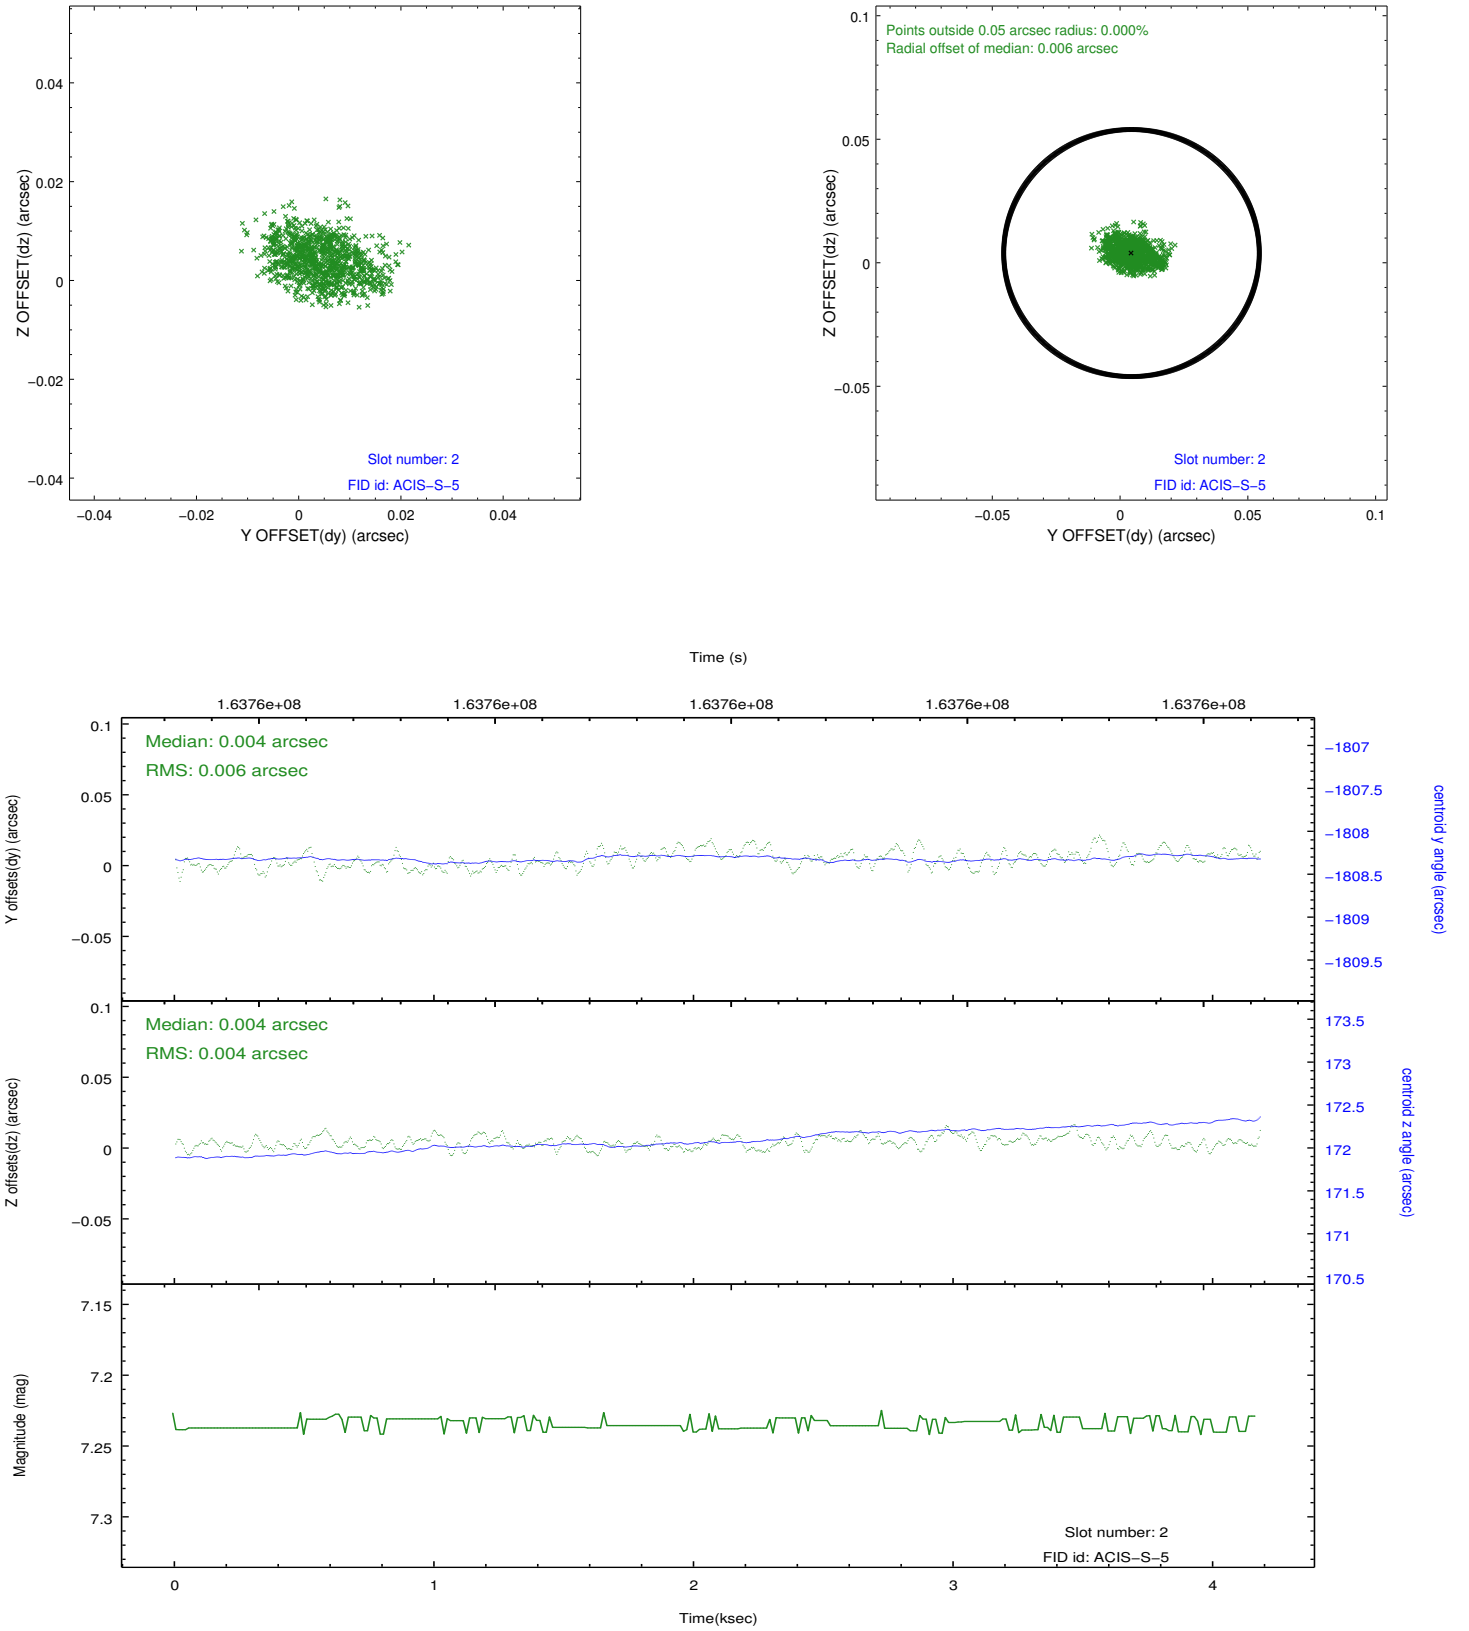 0.04
0.02
0
−0.02
−0.04
Z OFFSET(dz) (arcsec)
Slot number: 2
FID id: ACIS−S−5
−0.04 −0.02 0 0.02 0.04
Y OFFSET(dy) (arcsec)
Points outside 0.05 arcsec radius: 0.000%
Radial offset of median: 0.006 arcsec
0.1
0.05
0
−0.05
Z OFFSET(dz) (arcsec)
Slot number: 2
FID id: ACIS−S−5
−0.05 0 0.05 0.1
Y OFFSET(dy) (arcsec)
Time (s)
1.6376e+08 1.6376e+08 1.6376e+08 1.6376e+08 1.6376e+08
Median: 0.004 arcsec
RMS: 0.006 arcsec
0.1
0.05
0
−0.05
Y offsets(dy) (arcsec)
−1807
−1807.5
−1808
−1808.5
−1809
−1809.5
centroid y angle (arcsec)
Median: 0.004 arcsec
RMS: 0.004 arcsec
0.1
0.05
0
−0.05
Z offsets(dz) (arcsec)
173.5
173
172.5
172
171.5
171
170.5
centroid z angle (arcsec)
7.15
7.2
7.25
7.3
Magnitude (mag)
Slot number: 2
FID id: ACIS−S−5
0 1 2 3 4
Time(ksec)